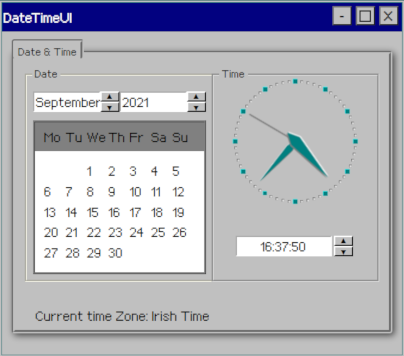 DateTimeUI
Date & Time
Date
Time
September 2021
Mo Tu We Th Fr Sa Su
1 2 3 4 5
6 7 8 9 10 11 12
13 14 15 16 17 18 19
20 21 22 23 24 25 26
27 28 29 30
16:37:50
Current time Zone: Irish Time